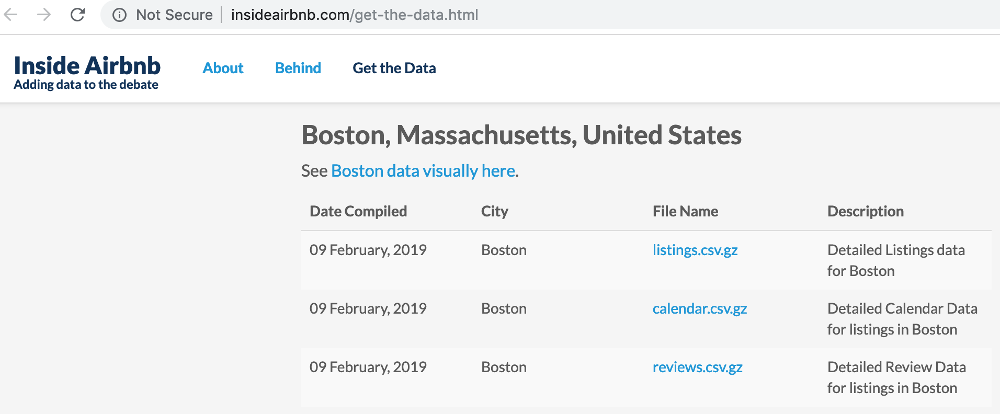 Not Secure insideairbnb.com/get-the-data.html
Inside Airbnb
Adding data to the debate
About Behind Get the Data
Boston, Massachusetts, United States
See Boston data visually here.
Date Compiled City File Name Description
09 February, 2019 Boston listings.csv.gz Detailed Listings data
for Boston
09 February, 2019 Boston calendar.csv.gz Detailed Calendar Data
for listings in Boston
09 February, 2019 Boston reviews.csv.gz Detailed Review Data
for listings in Boston